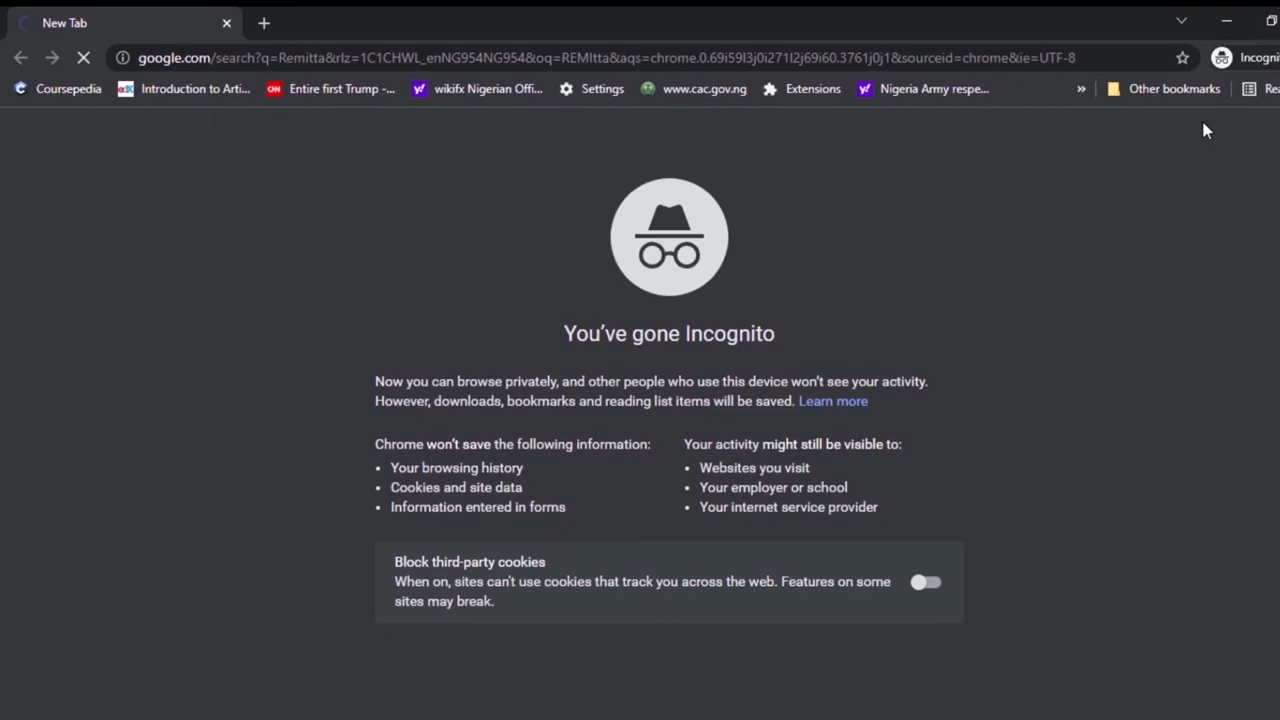 New Tab
google.com/search?q=Remitta&rlz=1C1CHWL_enNG954NG954&oq=REMItta&aqs=chrome.0.69i59l3j0i271l2j69i60.3761j0j1&sourceid=chrome&ie=UTF-8
Incogni
Coursepedia
Introduction to Arti...
CNN
Entire first Trump -...
wikifx Nigerian Offi...
Settings
www.cac.gov.ng
Extensions
Nigeria Army respe...
»
Other bookmarks
You've gone Incognito
Now you can browse privately, and other people who use this device won't see your activity.
However, downloads, bookmarks and reading list items will be saved. Learn more
Chrome won't save the following information:
• Your browsing history
• Cookies and site data
• Information entered in forms
Your activity might still be visible to:
• Websites you visit
• Your employer or school
• Your internet service provider
Block third-party cookies
When on, sites can't use cookies that track you across the web. Features on some
sites may break.